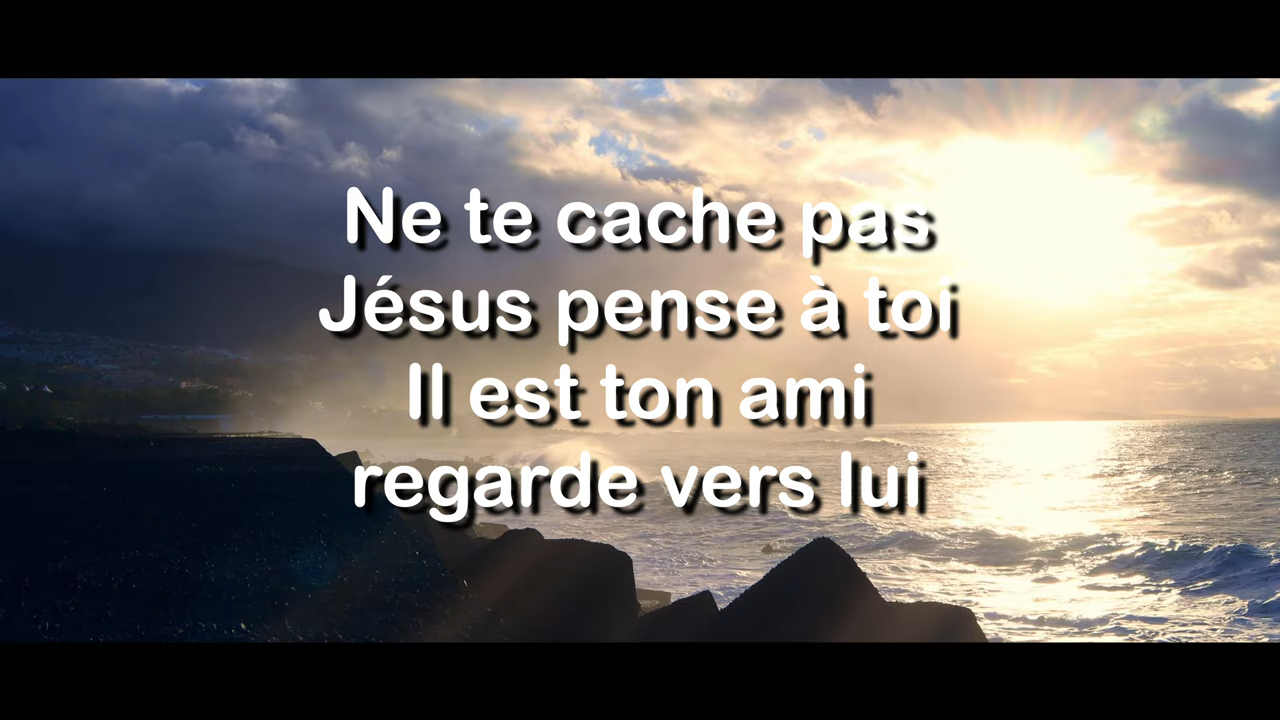 Ne te cache pas
Jésus pense à toi
Il est ton ami
regarde vers lui